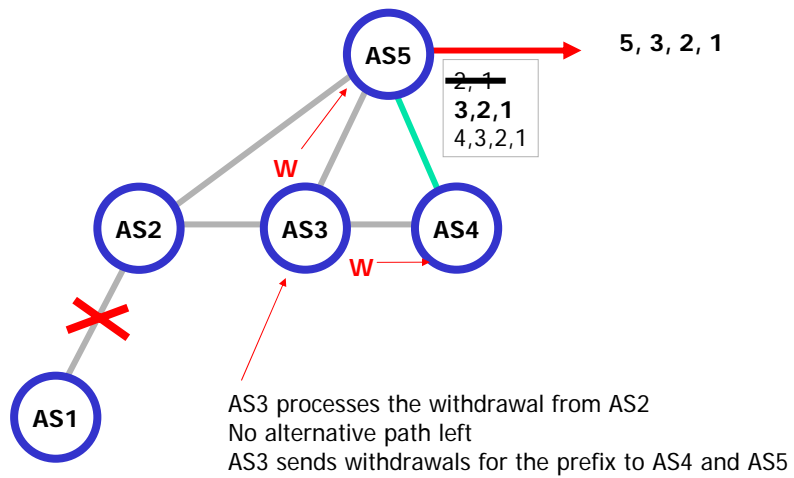 AS5
5, 3, 2, 1
2, 1
3,2,1
4,3,2,1
W
AS2
AS3
AS4
W
AS1
AS3 processes the withdrawal from AS2
No alternative path left
AS3 sends withdrawals for the prefix to AS4 and AS5